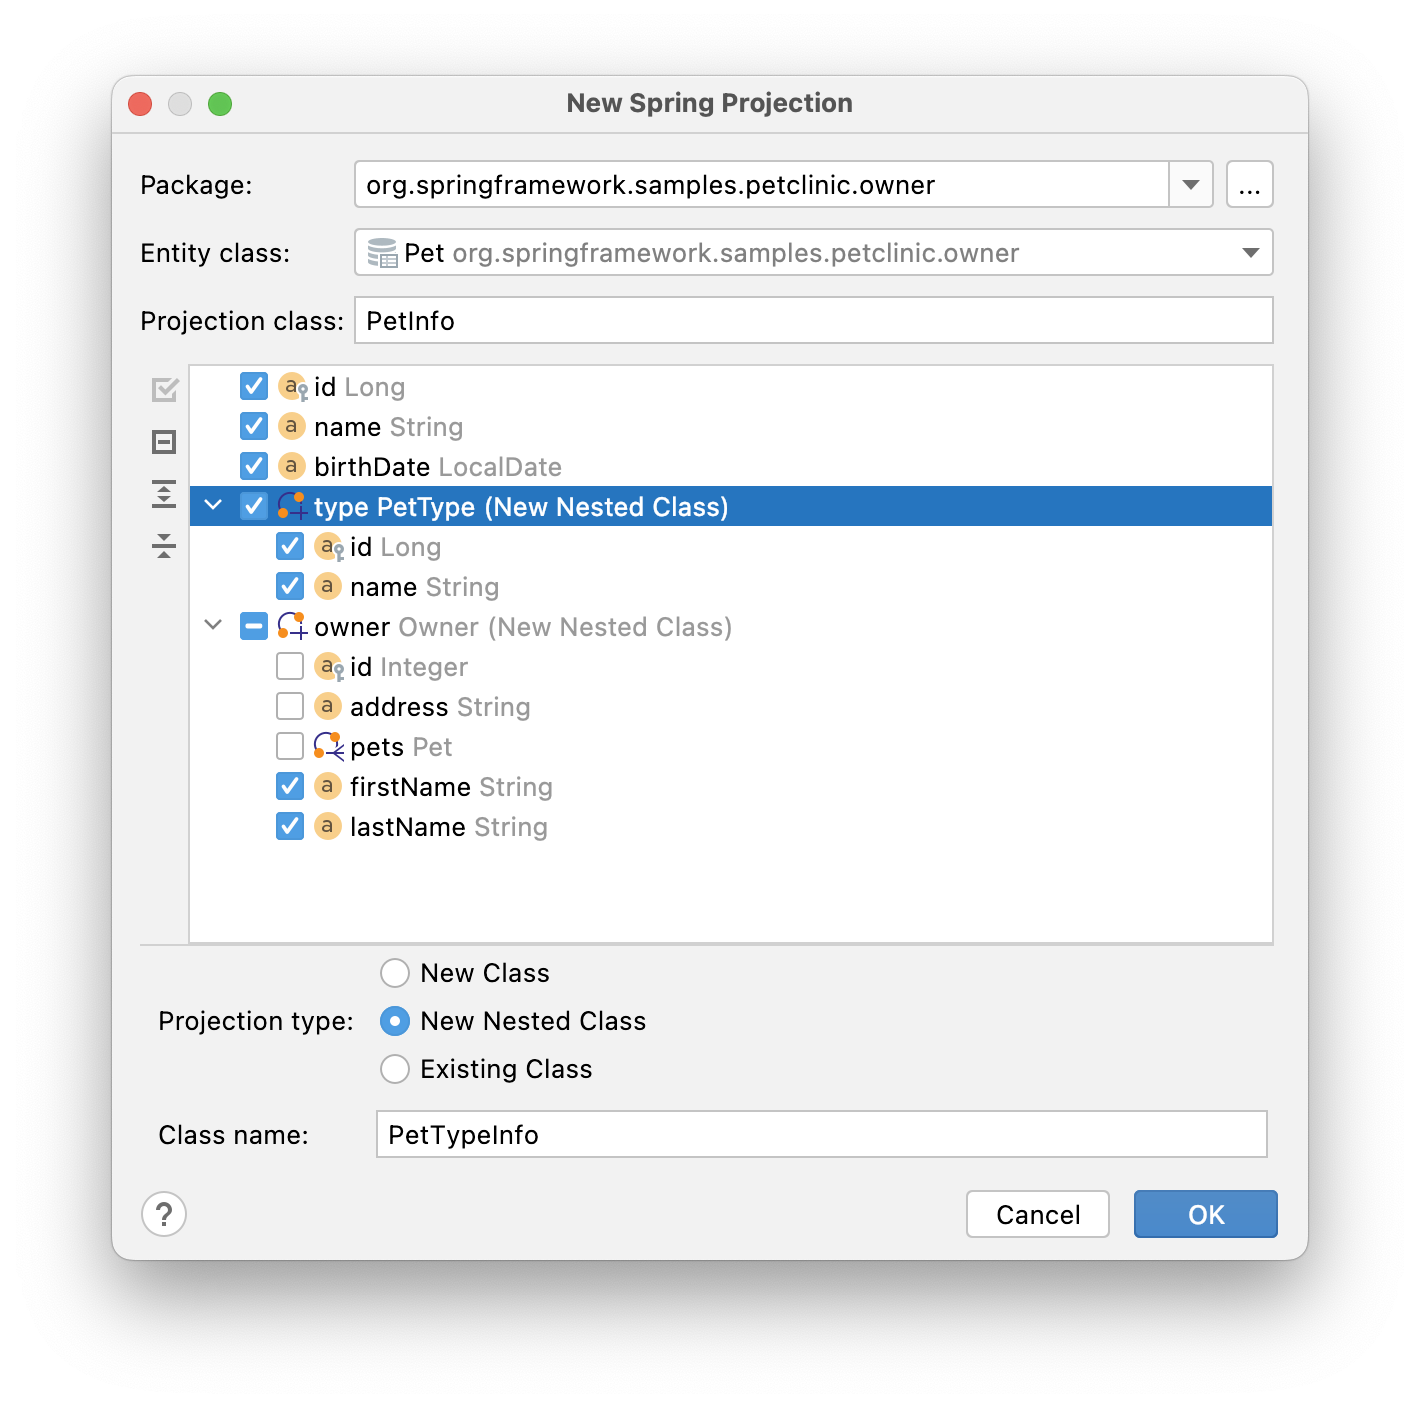 New Spring Projection
Package: org.springframework.samples.petclinic.owner ...
Entity class: Pet org.springframework.samples.petclinic.owner
Projection class: PetInfo
a id Long
a name String
a birthDate LocalDate
type PetType (New Nested Class)
a id Long
a name String
owner Owner (New Nested Class)
a id Integer
a address String
pets Pet
a firstName String
a lastName String
New Class
Projection type: New Nested Class
Existing Class
Class name: PetTypeInfo
? Cancel OK